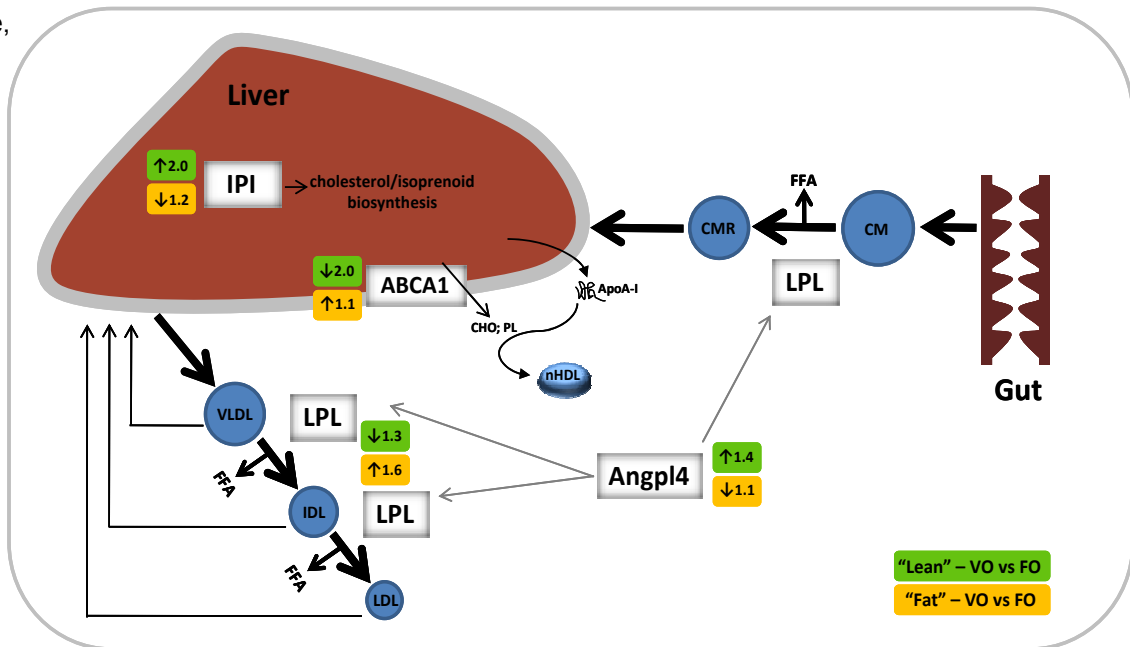 e,
Liver
↑2.0
↓1.2
IPI
cholesterol/isoprenoid
biosynthesis
↓2.0
↑1.1
ABCA1
CHO; PL
ApoA-I
nHDL
FFA
CMR
CM
LPL
Gut
VLDL
LPL
↓1.3
↑1.6
FFA
IDL
LPL
FFA
LDL
Angpl4
↑1.4
↓1.1
“Lean” – VO vs FO
“Fat” – VO vs FO